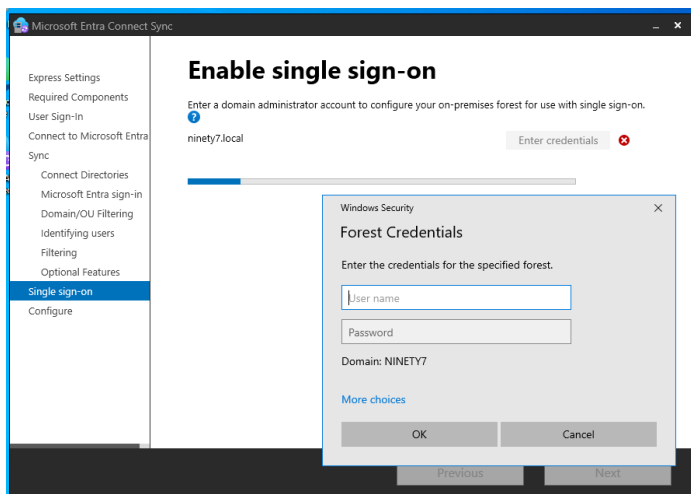 Microsoft Entra Connect Sync
Express Settings
Required Components
User Sign-In
Connect to Microsoft Entra
Sync
Connect Directories
Microsoft Entra sign-in
Domain/OU Filtering
Identifying users
Filtering
Optional Features
Single sign-on
Configure
Enable single sign-on
Enter a domain administrator account to configure your on-premises forest for use with single sign-on.
?
ninety7.local
Enter credentials
Windows Security
Forest Credentials
Enter the credentials for the specified forest.
User name
Password
Domain: NINETY7
More choices
OK
Cancel
Previous
Next